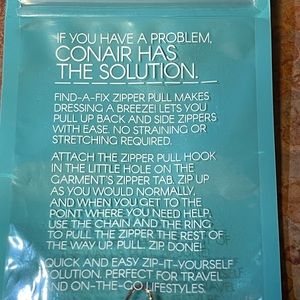 IF YOU HAVE A PROBLEM,
CONAIR HAS
THE SOLUTION.
FIND-A-FIX ZIPPER PULL MAKES
DRESSING A BREEZE! LETS YOU
PULL UP BACK AND SIDE ZIPPERS
WITH EASE. NO STRAINING OR
STRETCHING REQUIRED.
ATTACH THE ZIPPER PULL HOOK
IN THE LITTLE HOLE ON THE
GARMENT'S ZIPPER TAB. ZIP UP
AS YOU WOULD NORMALLY,
AND WHEN YOU GET TO THE
POINT WHERE YOU NEED HELP,
USE THE CHAIN AND THE RING
TO PULL THE ZIPPER THE REST OF
THE WAY UP. PULL. ZIP. DONE!
QUICK AND EASY ZIP-IT-YOURSELF
SOLUTION. PERFECT FOR TRAVEL
AND ON-THE-GO LIFESTYLES.